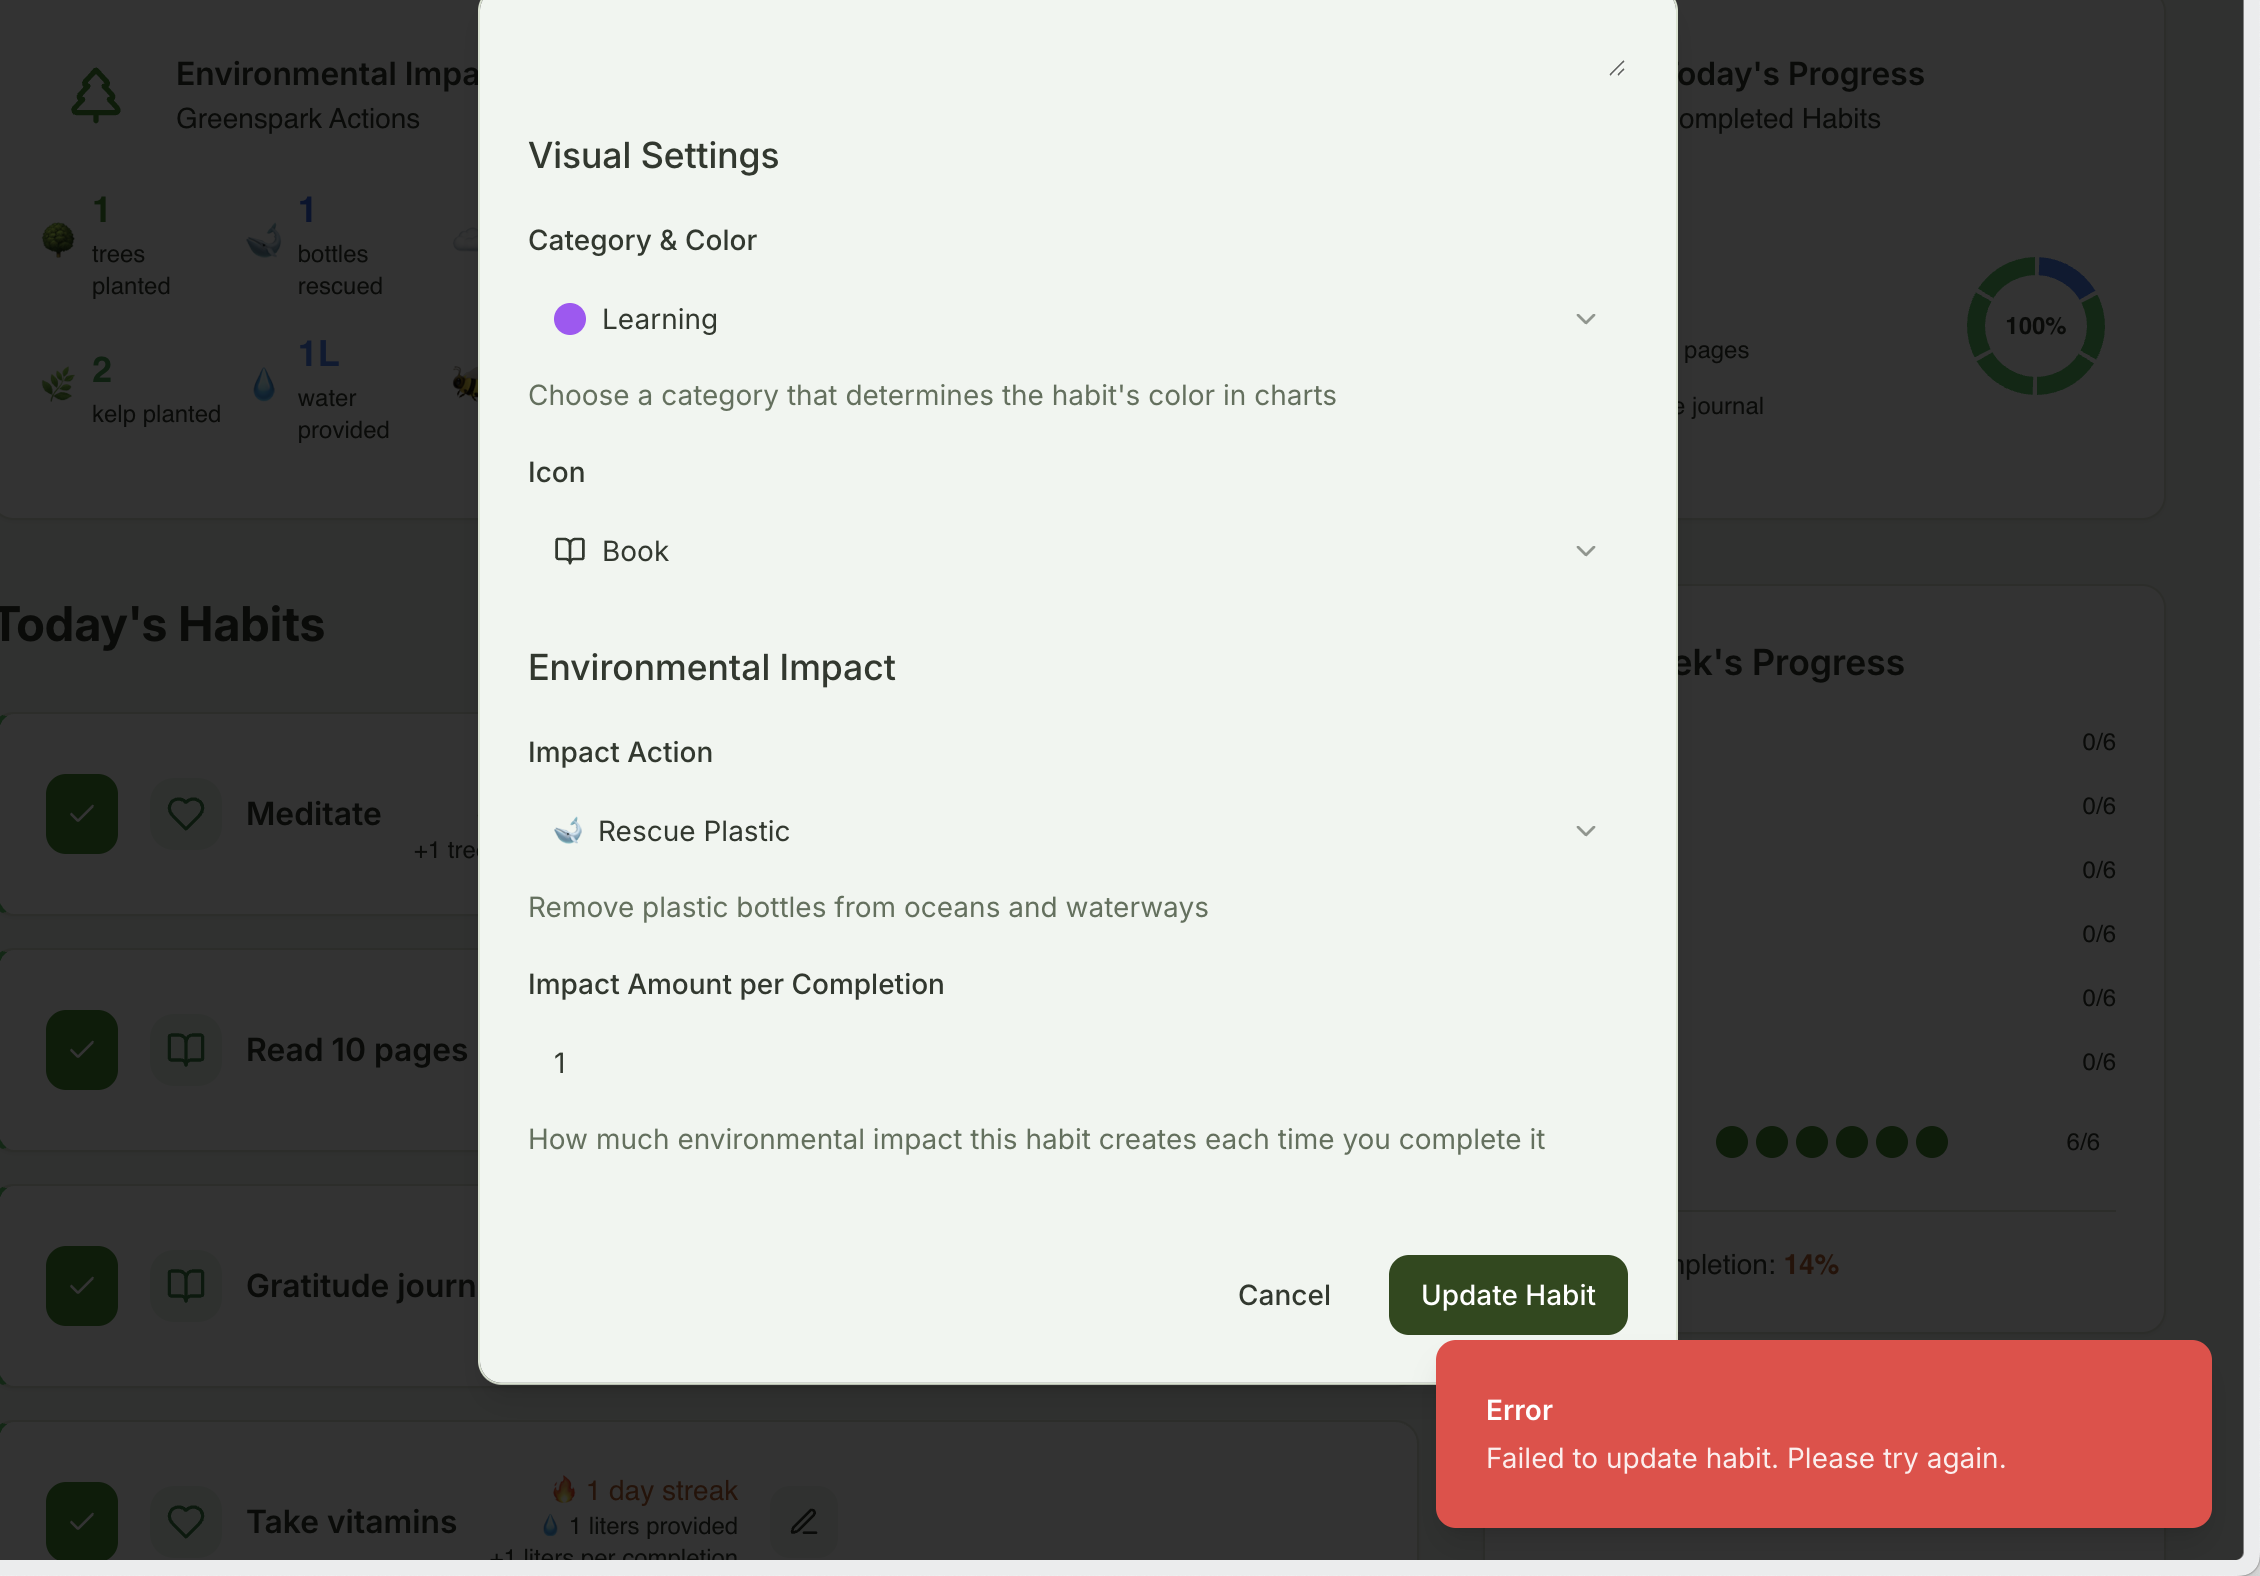 Environmental Impa
Greenspark Actions
1
trees
planted
1
bottles
rescued
2
kelp planted
1L
water
provided
Today's Habits
Meditate
+1 tree
Read 10 pages
Gratitude journ
Take vitamins
🔥 1 day streak
💧 1 liters provided
+1 liters per completion
Visual Settings
Category & Color
Learning
Choose a category that determines the habit's color in charts
Icon
Book
Environmental Impact
Impact Action
Rescue Plastic
Remove plastic bottles from oceans and waterways
Impact Amount per Completion
1
How much environmental impact this habit creates each time you complete it
Cancel
Update Habit
oday's Progress
ompleted Habits
100%
pages
e journal
ek's Progress
0/6
0/6
0/6
0/6
0/6
0/6
6/6
mpletion: 14%
Error
Failed to update habit. Please try again.